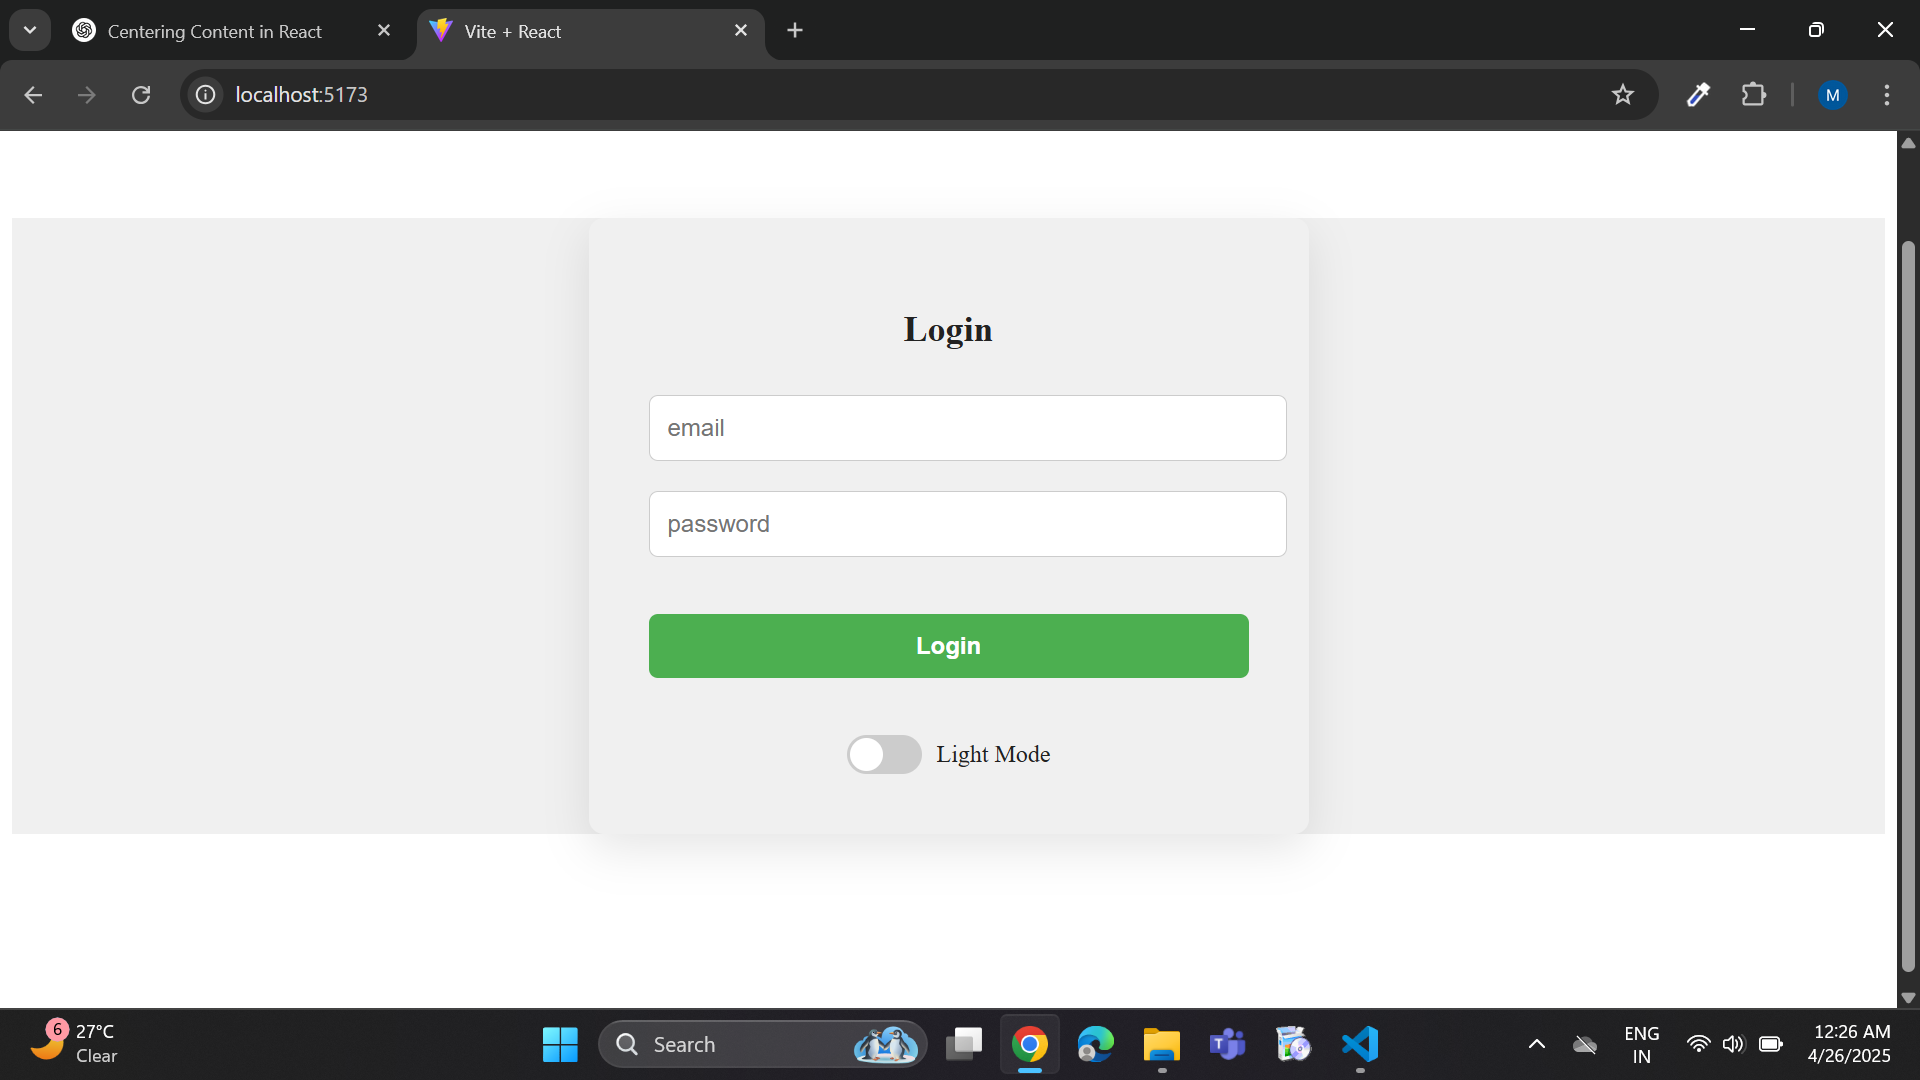 Centering Content in React
Vite + React
localhost:5173
M
Login
email
password
Login
Light Mode
6
27°C
Clear
Search
T
ENG
IN
12:26 AM
4/26/2025